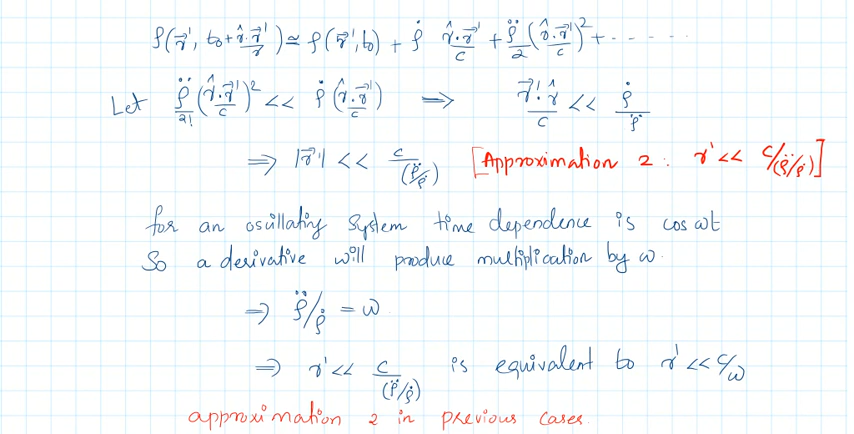 ρ(r⃗', t₀+r̂.r⃗'/r) ≃ ρ(r⃗', t₀) + ρ̇ r̂.r⃗'/c + ρ̈/2 (r̂.r⃗'/c)² + - - - - - -
Let ρ̈/2! (r̂.r⃗'/c)² << ρ̇ (r̂.r⃗'/c) ⟹ r⃗'.r̂/c << ρ̇/ρ̈
⟹ |r⃗'| << c/(ρ̈/ρ̇) [Approximation 2 : r' << c/(ρ̈/ρ̇)]
for an oscillating system time dependence is cos ωt
So a derivative will produce multiplication by ω.
⟹ ρ̈/ρ̇ = ω
⟹ r' << c/(ρ̈/ρ̇) is equivalent to r' << c/ω
approximation 2 in previous cases.